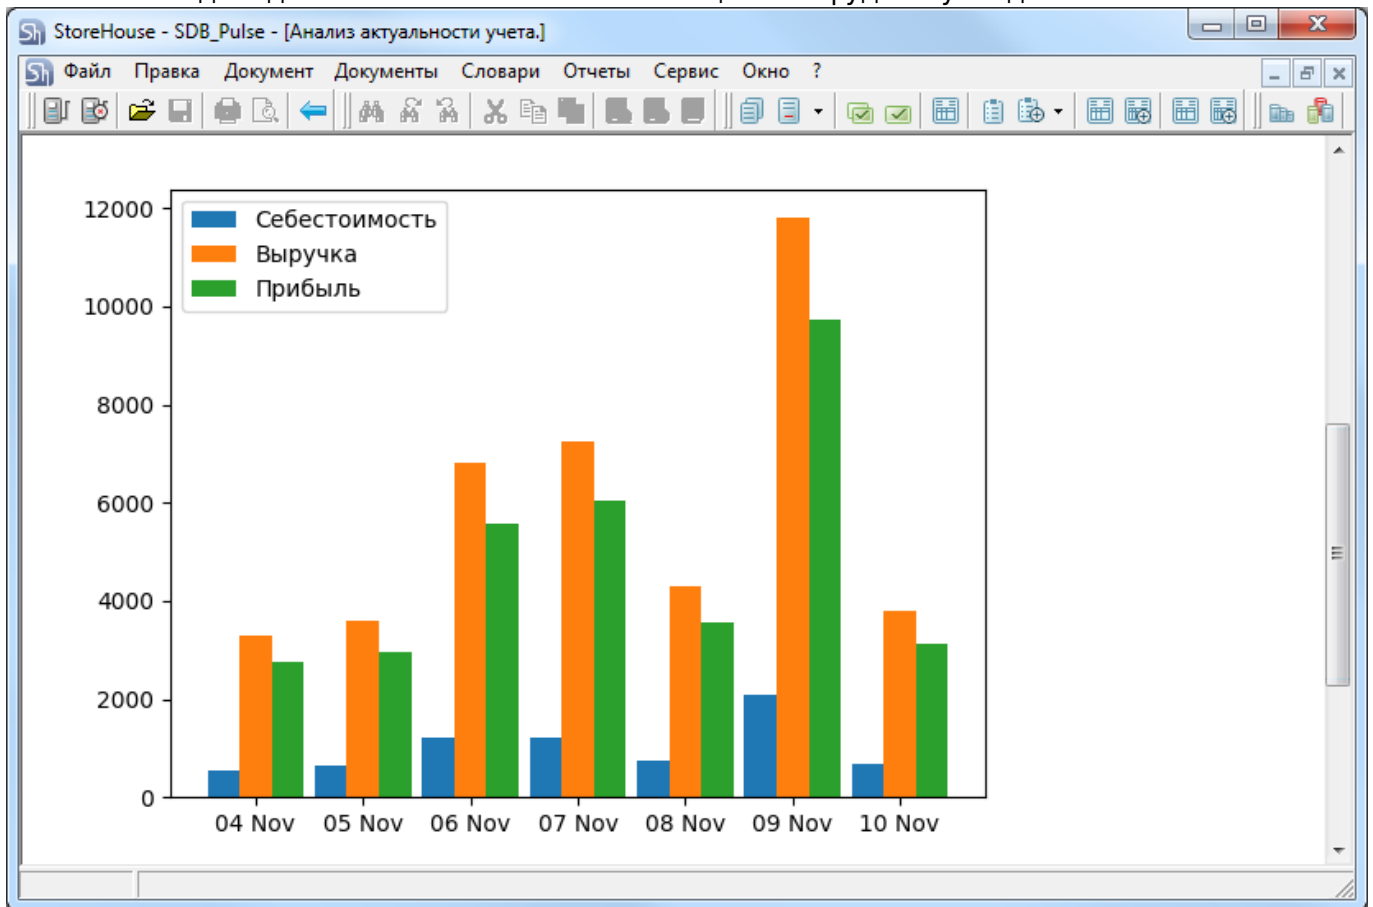 StoreHouse - SDB_Pulse - [Анализ актуальности учета.]
Файл Правка Документ Документы Словари Отчеты Сервис Окно ?
12000
10000
8000
6000
4000
2000
0
Себестоимость
Выручка
Прибыль
04 Nov 05 Nov 06 Nov 07 Nov 08 Nov 09 Nov 10 Nov